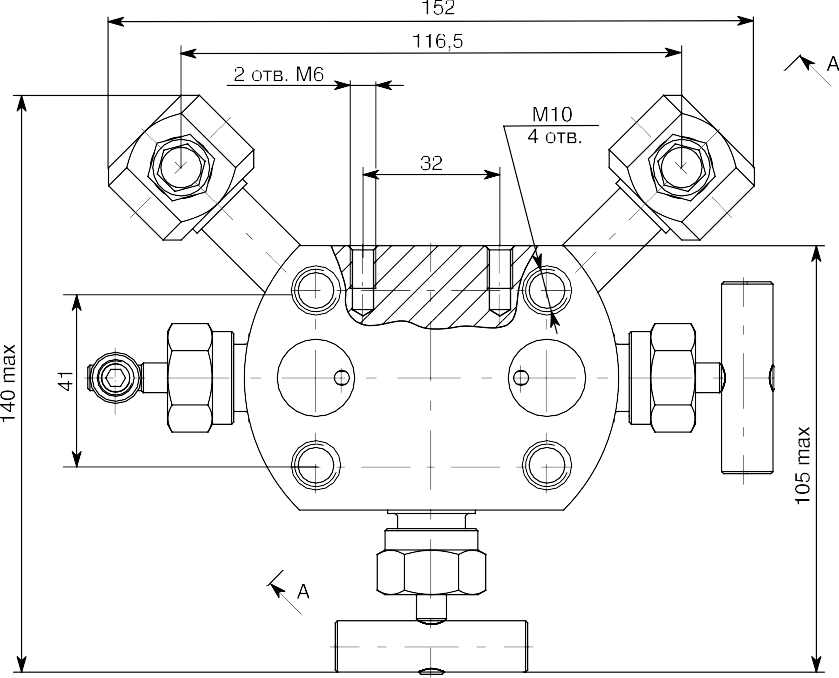 152
116,5
А
2 отв. М6
М10
4 отв.
32
41
140 max
105 max
А